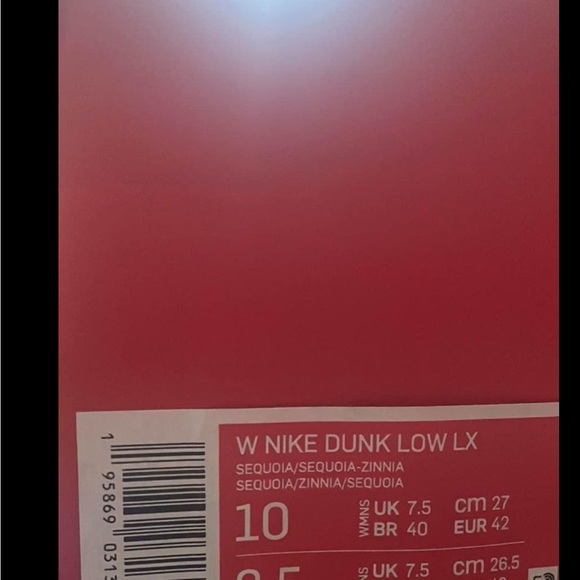 W NIKE DUNK LOW LX
SEQUOIA/SEQUOIA-ZINNIA
SEQUOIA/ZINNIA/SEQUOIA
10
WMNS
UK 7.5
BR 40
cm 27
EUR 42
UK 7.5
cm 26.5
1 95869 0313